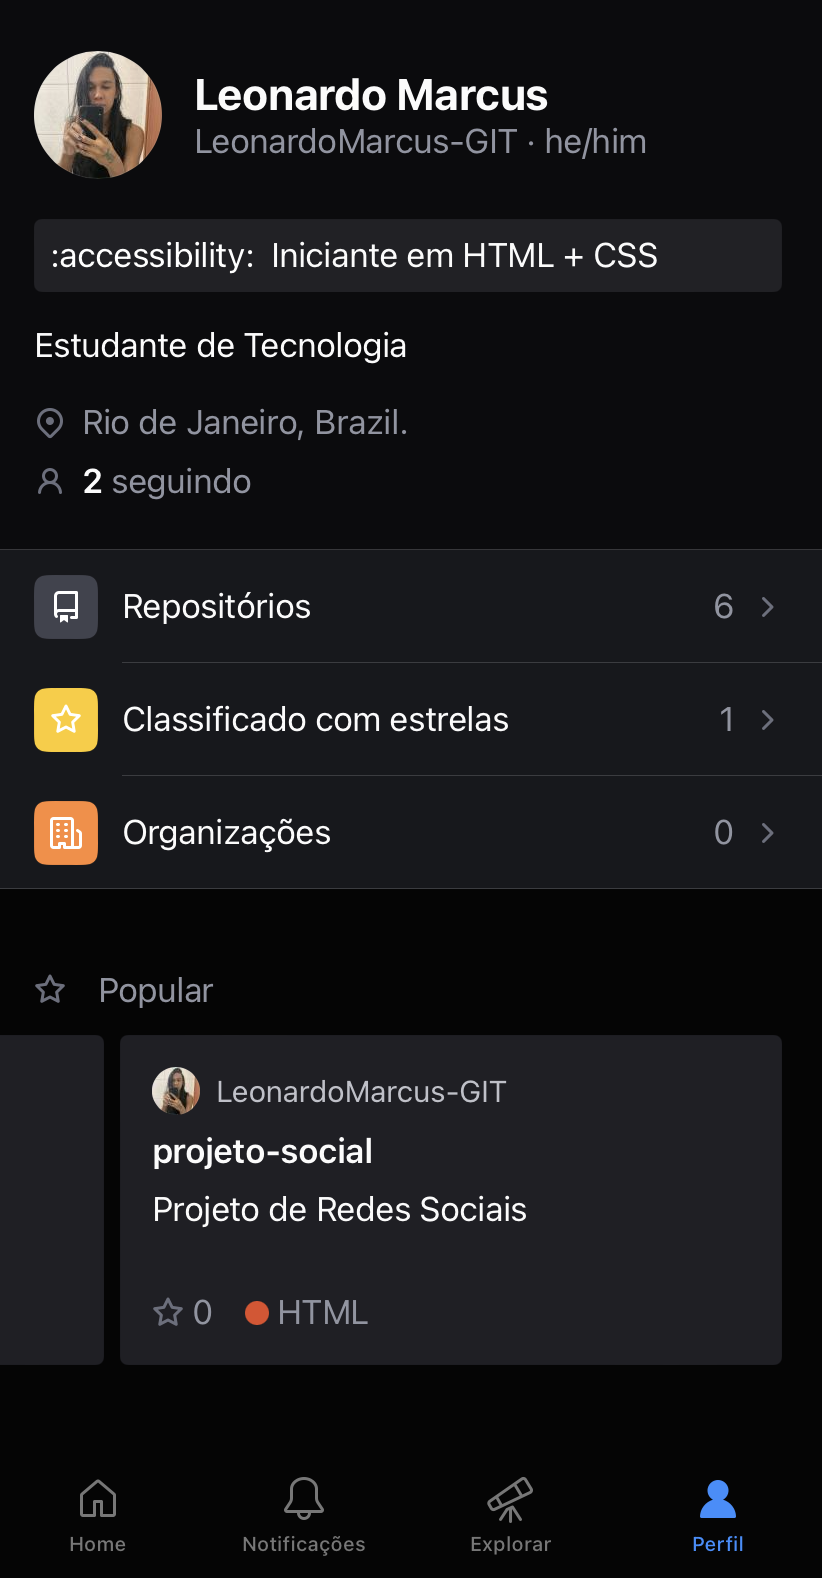 Leonardo Marcus
LeonardoMarcus-GIT · he/him
:accessibility: Iniciante em HTML + CSS
Estudante de Tecnologia
Rio de Janeiro, Brazil.
2 seguindo
Repositórios 6
Classificado com estrelas 1
Organizações 0
Popular
LeonardoMarcus-GIT
projeto-social
Projeto de Redes Sociais
0 HTML
Home Notificações Explorar Perfil